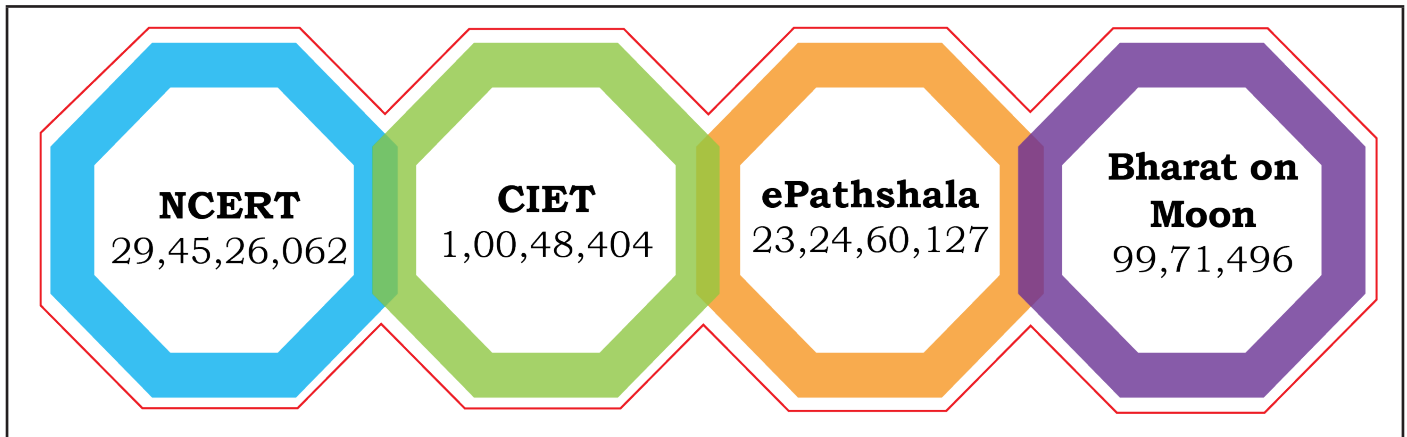 NCERT
29,45,26,062
CIET
1,00,48,404
ePathshala
23,24,60,127
Bharat on
Moon
99,71,496